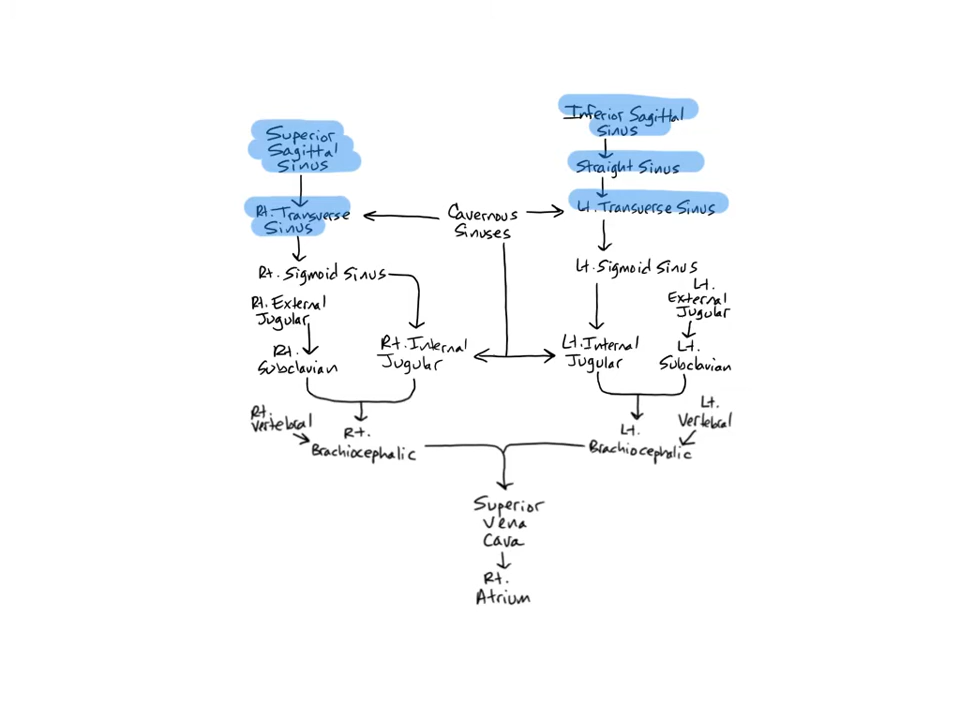 Superior
Sagittal
Sinus
Inferior Sagittal
Sinus
Straight Sinus
Rt. Transverse
Sinus
Cavernous
Sinuses
Lt. Transverse Sinus
Rt. Sigmoid Sinus
Lt. Sigmoid Sinus
Rt. External
Jugular
Lt.
External
Jugular
Rt. Internal
Jugular
Lt. Internal
Jugular
Rt.
Subclavian
Lt.
Subclavian
Rt.
Vertebral
Lt.
Vertebral
Rt.
Brachiocephalic
Lt.
Brachiocephalic
Superior
Vena
Cava
Rt.
Atrium